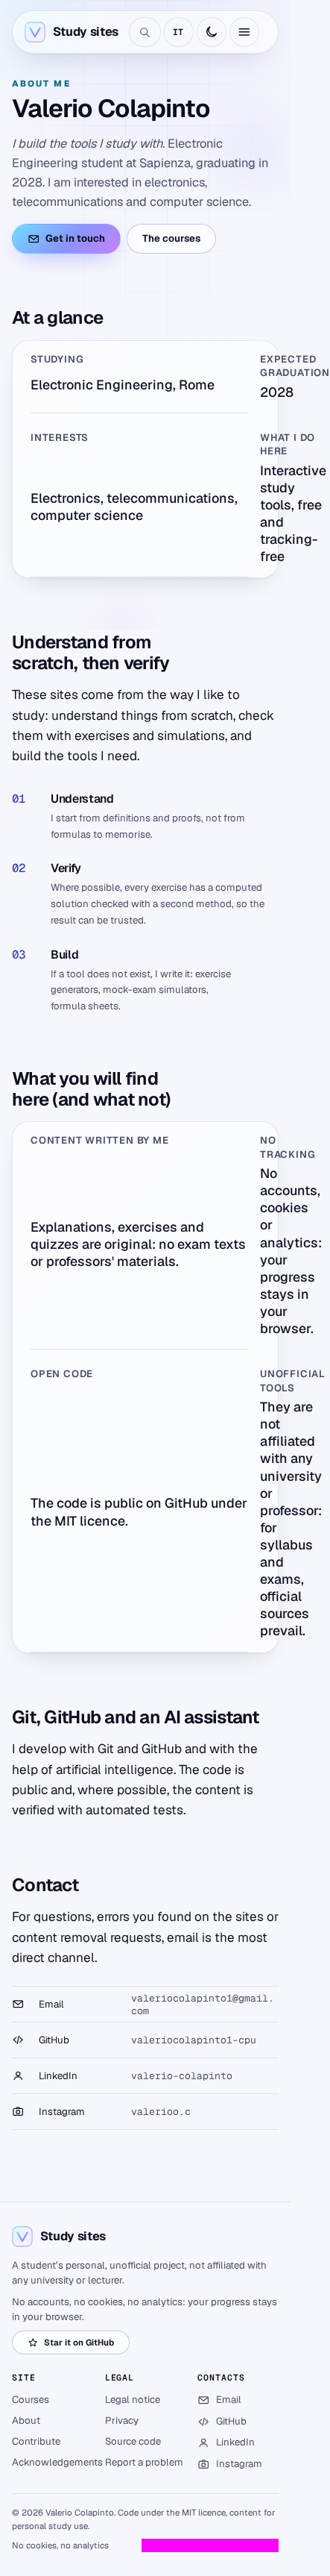 Study sites
IT
ABOUT ME
Valerio Colapinto
I build the tools I study with. Electronic
Engineering student at Sapienza, graduating in
2028. I am interested in electronics,
telecommunications and computer science.
Get in touch
The courses
At a glance
STUDYING
Electronic Engineering, Rome
EXPECTED
GRADUATION
2028
INTERESTS
Electronics, telecommunications,
computer science
WHAT I DO
HERE
Interactive
study
tools, free
and
tracking-
free
Understand from
scratch, then verify
These sites come from the way I like to
study: understand things from scratch, check
them with exercises and simulations, and
build the tools I need.
01
Understand
I start from definitions and proofs, not from
formulas to memorise.
02
Verify
Where possible, every exercise has a computed
solution checked with a second method, so the
result can be trusted.
03
Build
If a tool does not exist, I write it: exercise
generators, mock-exam simulators,
formula sheets.
What you will find
here (and what not)
CONTENT WRITTEN BY ME
Explanations, exercises and
quizzes are original: no exam texts
or professors' materials.
NO
TRACKING
No
accounts,
cookies
or
analytics:
your
progress
stays in
your
browser.
OPEN CODE
The code is public on GitHub under
the MIT licence.
UNOFFICIAL
TOOLS
They are
not
affiliated
with any
university
or
professor:
for
syllabus
and
exams,
official
sources
prevail.
Git, GitHub and an AI assistant
I develop with Git and GitHub and with the
help of artificial intelligence. The code is
public and, where possible, the content is
verified with automated tests.
Contact
For questions, errors you found on the sites or
content removal requests, email is the most
direct channel.
Email
valeriocolapinto1@gmail.
com
GitHub
valeriocolapinto1-cpu
LinkedIn
valerio-colapinto
Instagram
valerioo.c
Study sites
A student's personal, unofficial project, not affiliated with
any university or lecturer.
No accounts, no cookies, no analytics: your progress stays
in your browser.
Star it on GitHub
SITE
Courses
About
Contribute
Acknowledgements
LEGAL
Legal notice
Privacy
Source code
Report a problem
CONTACTS
Email
GitHub
LinkedIn
Instagram
© 2026 Valerio Colapinto. Code under the MIT licence, content for
personal study use.
No cookies, no analytics